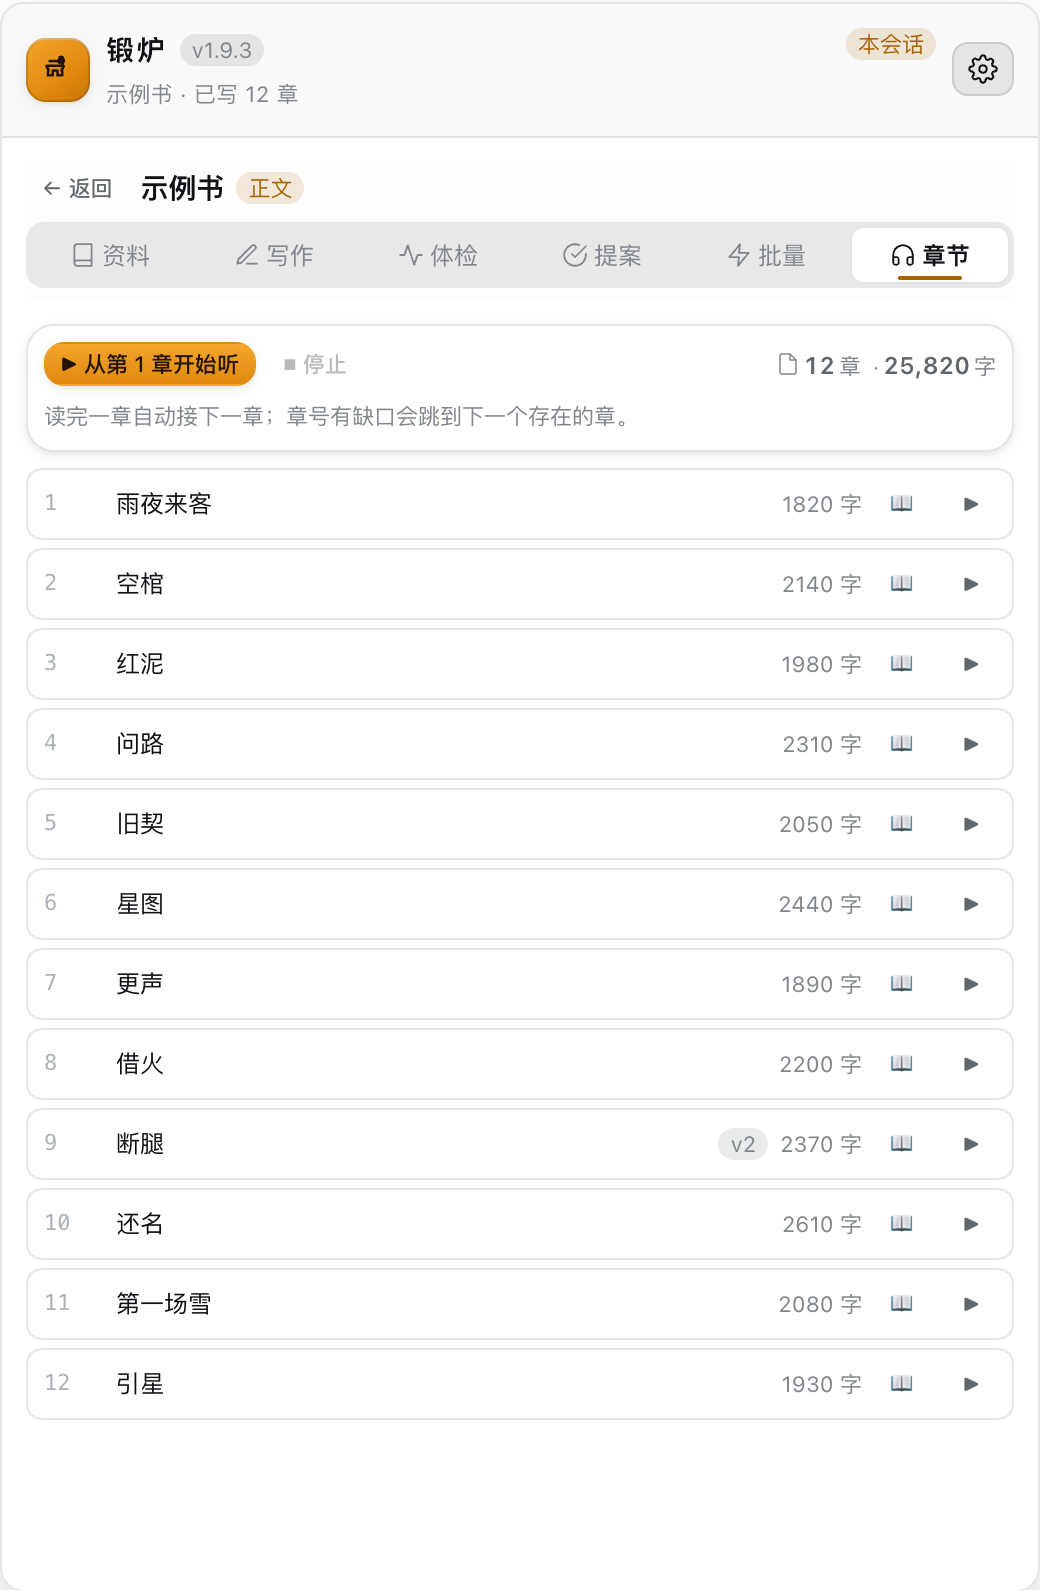 锻炉 v1.9.3
本会话
示例书 · 已写 12 章
← 返回 示例书 正文
资料 写作 体检 提案 批量 章节
▶ 从第 1 章开始听 ■ 停止 12 章 · 25,820 字
读完一章自动接下一章；章号有缺口会跳到下一个存在的章。
1 雨夜来客 1820 字
2 空棺 2140 字
3 红泥 1980 字
4 问路 2310 字
5 旧契 2050 字
6 星图 2440 字
7 更声 1890 字
8 借火 2200 字
9 断腿 v2 2370 字
10 还名 2610 字
11 第一场雪 2080 字
12 引星 1930 字